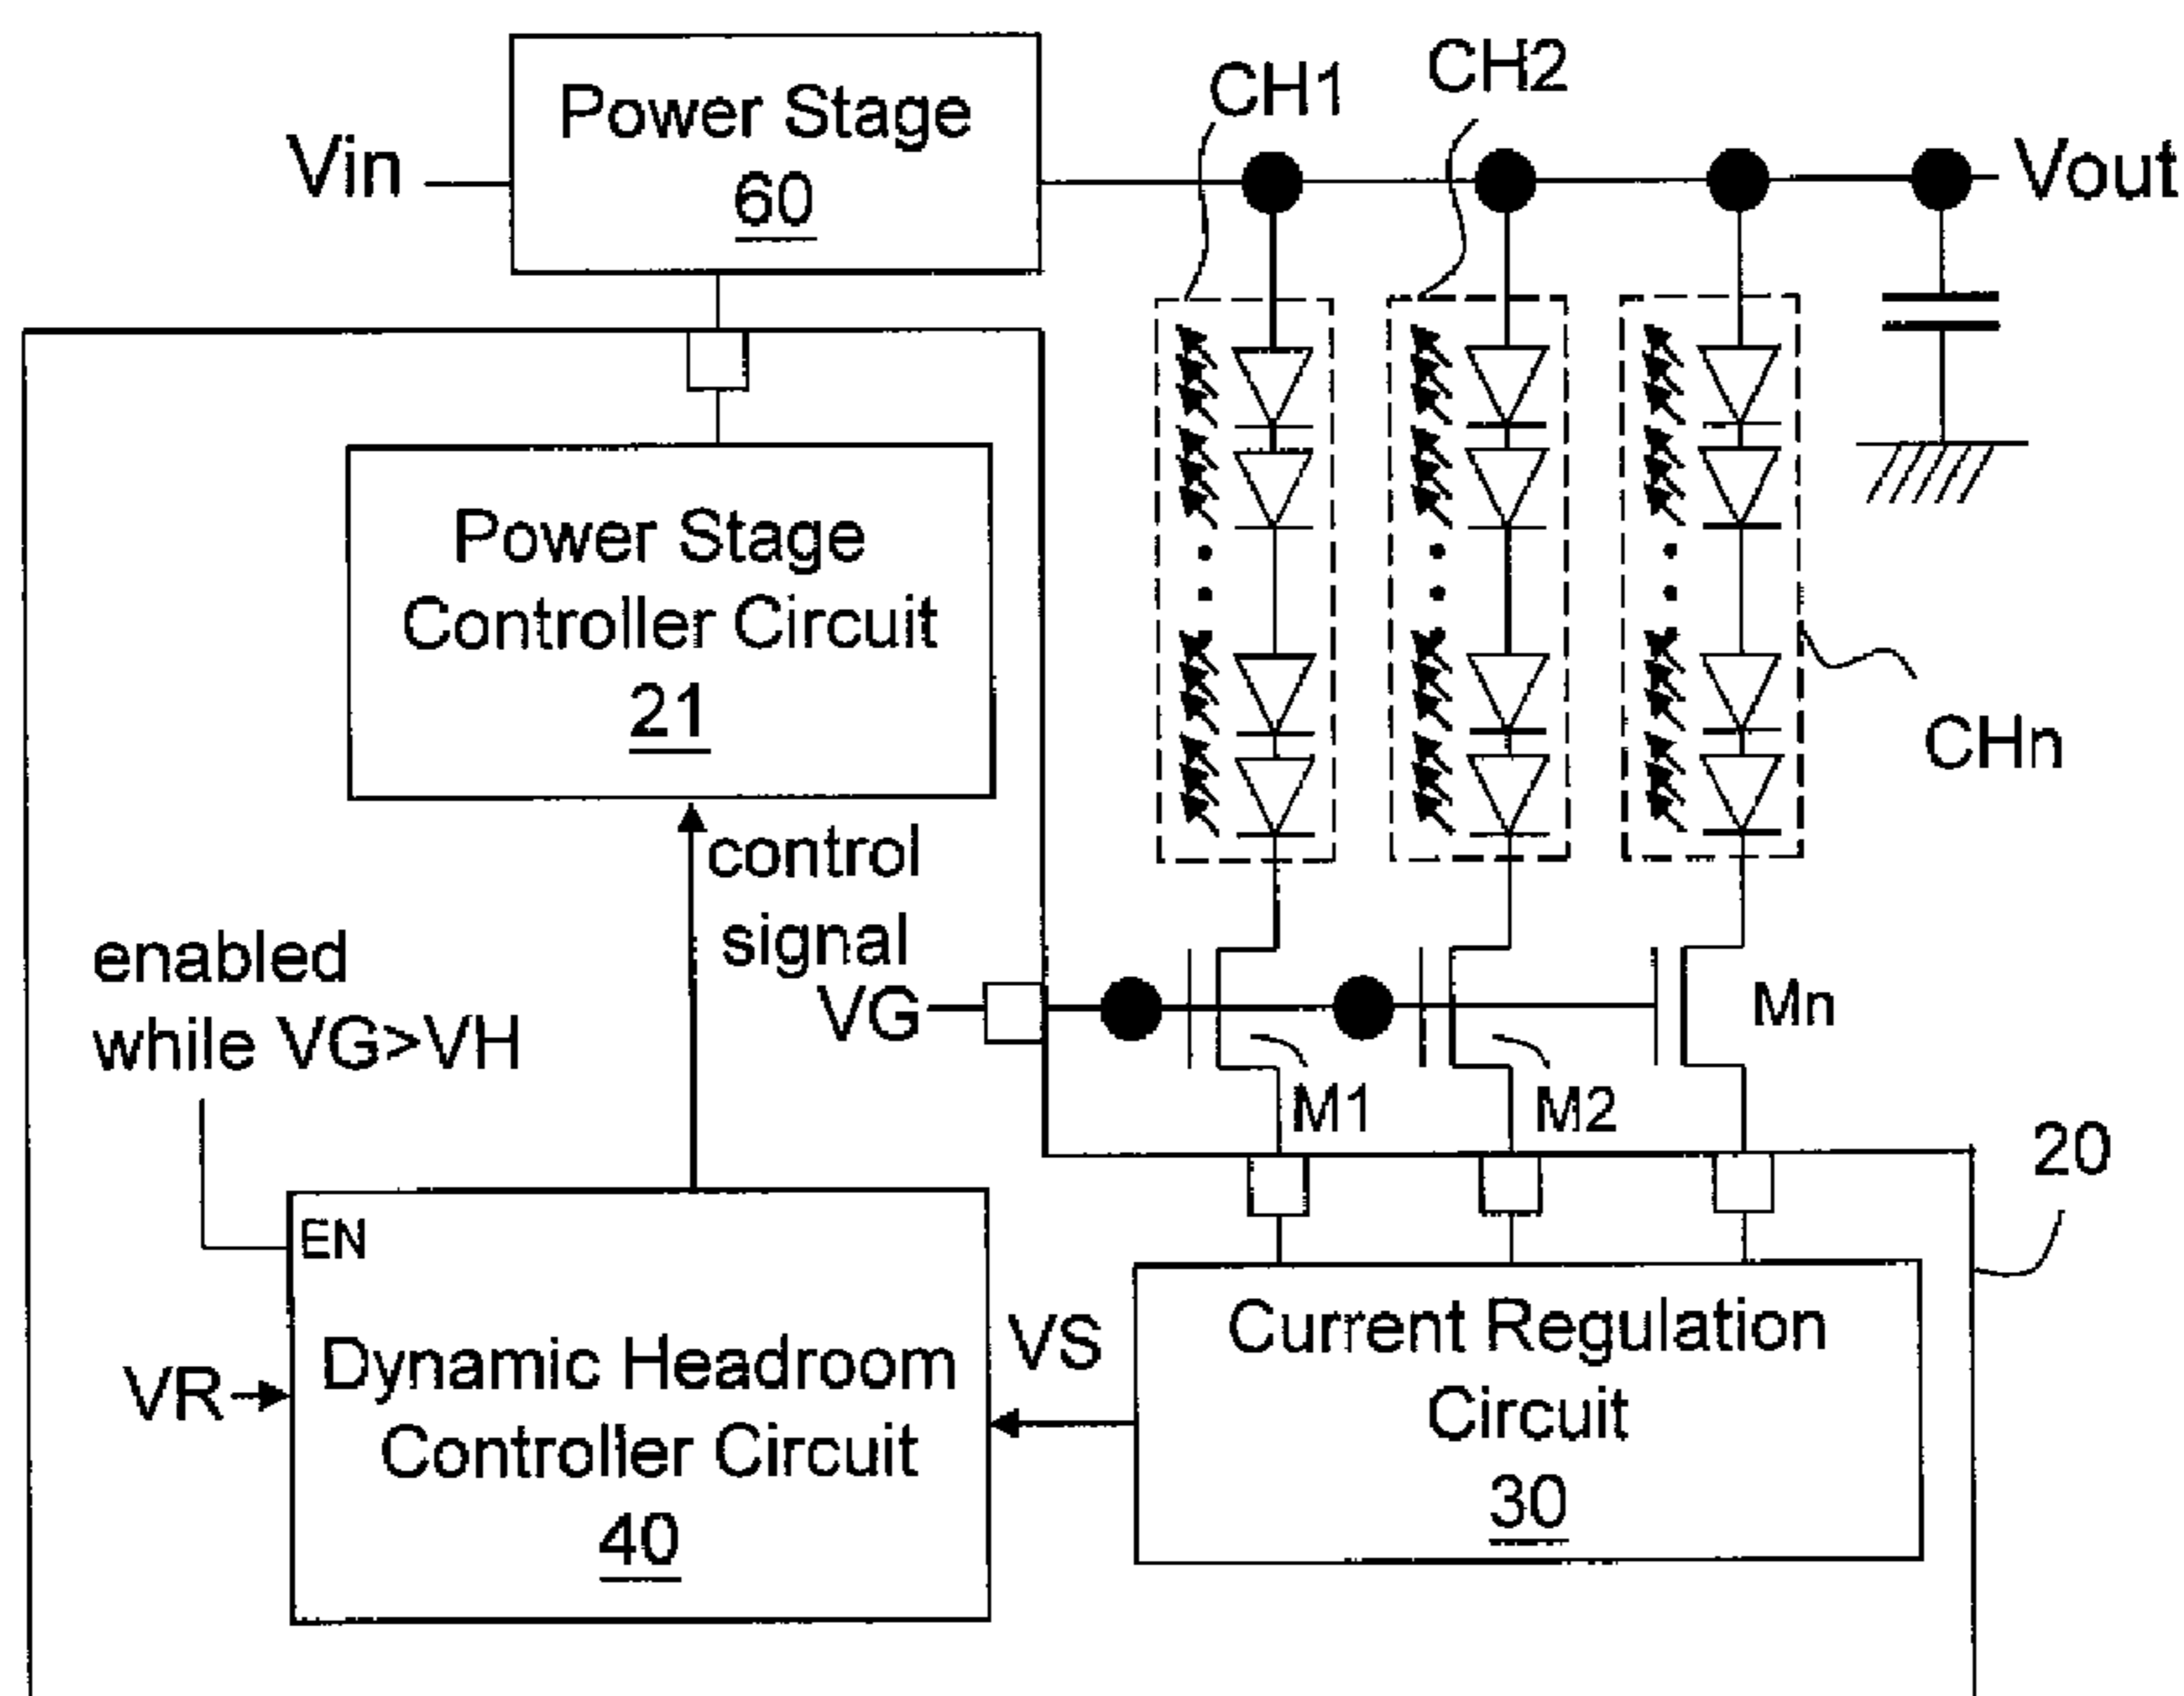 Power Stage
60
Vin
CH1
CH2
Vout
Power Stage
Controller Circuit
21
CHn
control
signal
enabled
while VG>VH
VG
M1
M2
Mn
20
EN
VR
Dynamic Headroom
Controller Circuit
40
VS
Current Regulation
Circuit
30